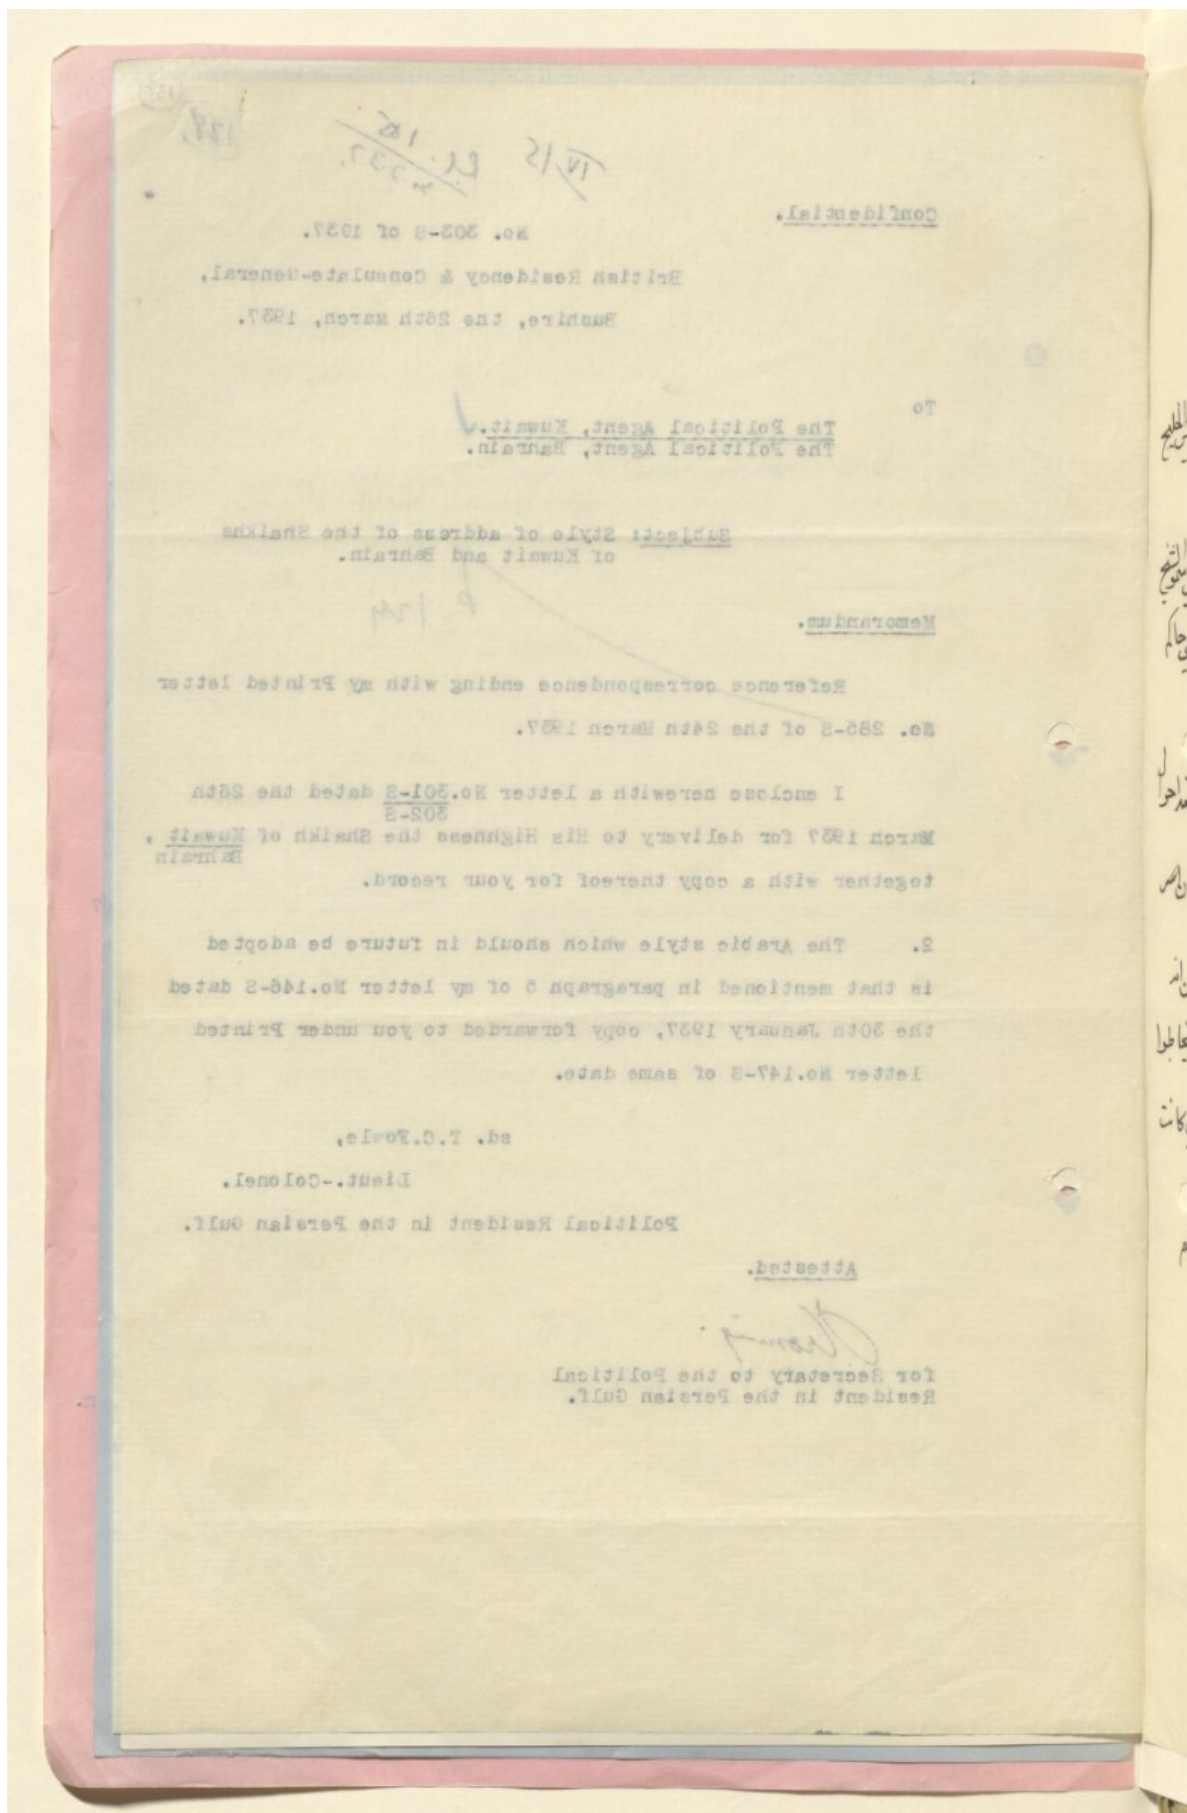 128.
IV/15
Confidential.
No. 303-S of 1937.
British Residency & Consulate-General,
Bushire, the 26th March, 1937.
To
The Political Agent, Kuwait.
The Political Agent, Bahrain.
Subject: Style of address of the Shaikhs
of Kuwait and Bahrain.
Memorandum.
Reference correspondence ending with my Printed letter
No. 285-S of the 24th March 1937.
I enclose herewith a letter No.301-S dated the 26th
302-S
March 1937 for delivery to His Highness the Shaikh of Kuwait ,
Bahrain
together with a copy thereof for your record.
2. The Arabic style which should in future be adopted
is that mentioned in paragraph 5 of my letter No.146-S dated
the 30th January 1937, copy forwarded to you under Printed
letter No.147-S of same date.
sd. T.C.Fowle,
Lieut.-Colonel.
Political Resident in the Persian Gulf.
Attested.
for Secretary to the Political
Resident in the Persian Gulf.